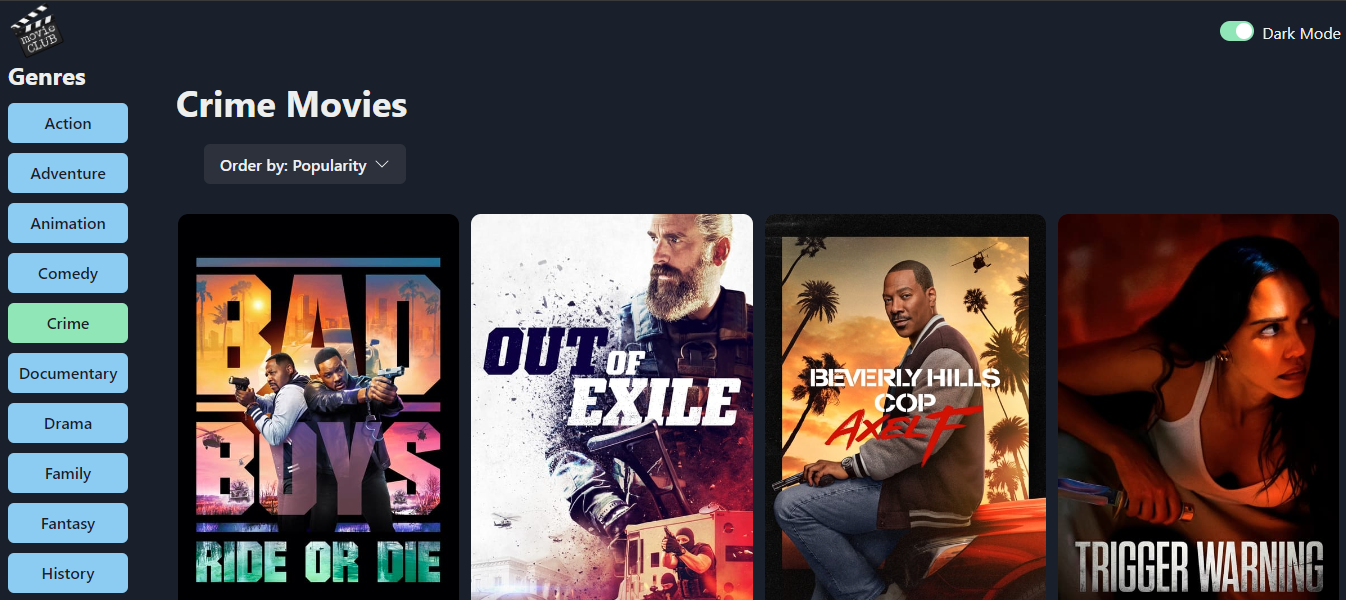 movie
CLUB
Dark Mode
Genres
Action
Adventure
Animation
Comedy
Crime
Documentary
Drama
Family
Fantasy
History
Crime Movies
Order by: Popularity
BAD
BOYS
RIDE OR DIE
OUT OF
EXILE
BEVERLY HILLS
COP
AXEL F
TRIGGER WARNING